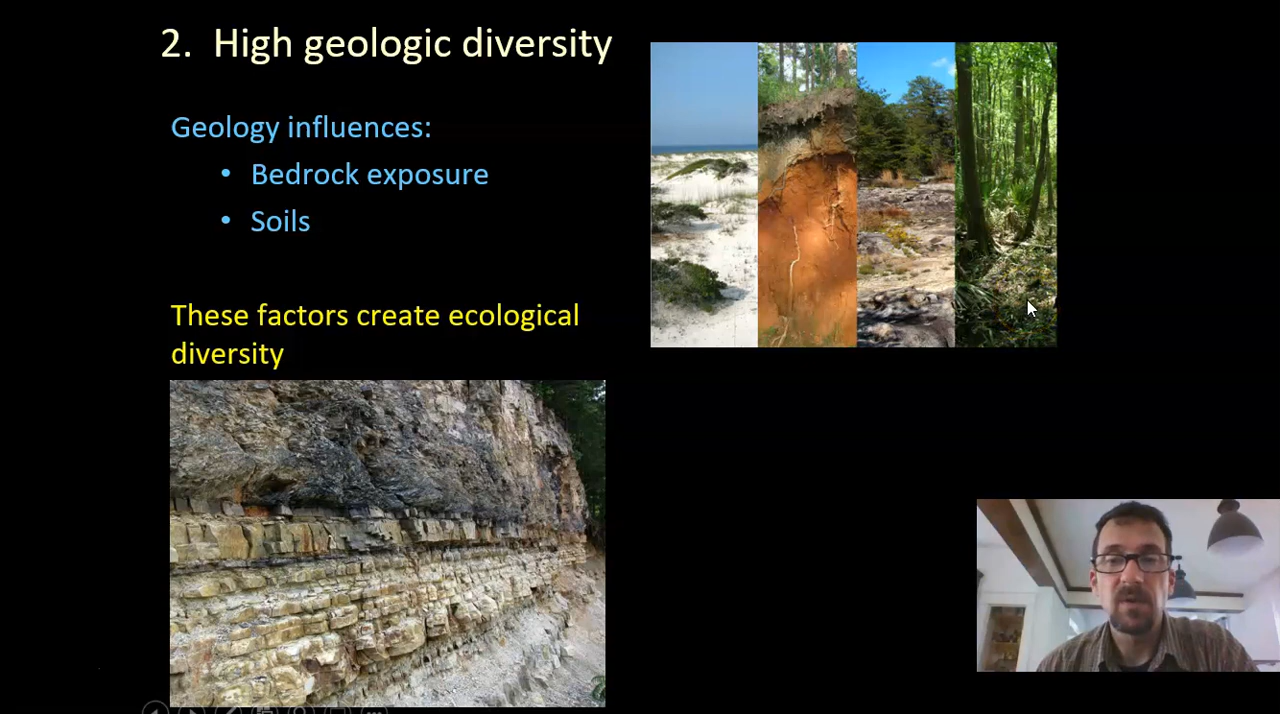 2. High geologic diversity
Geology influences:
• Bedrock exposure
• Soils
These factors create ecological
diversity